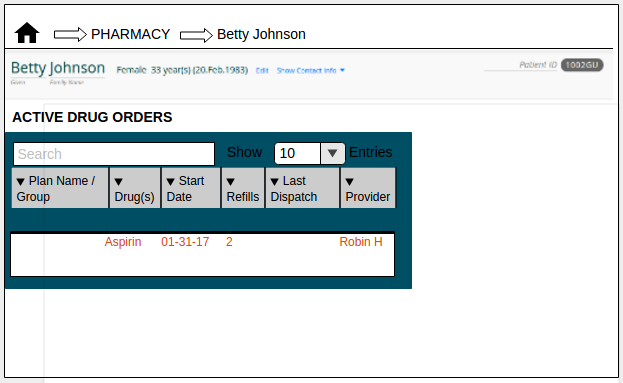 PHARMACY Betty Johnson
Betty Johnson Female 33 year(s) (20.Feb.1983) Edit Show Contact Info Patient ID 1002GU
Given Family Name
ACTIVE DRUG ORDERS
Search Show 10 Entries
Plan Name / Group Drug(s) Start Date Refills Last Dispatch Provider
Aspirin 01-31-17 2 Robin H